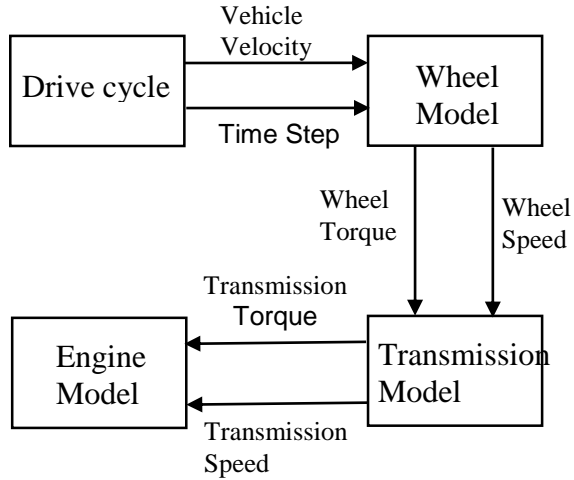 Vehicle
Velocity
Drive cycle
Time Step
Wheel
Model
Wheel
Torque
Wheel
Speed
Transmission
Torque
Engine
Model
Transmission
Model
Transmission
Speed